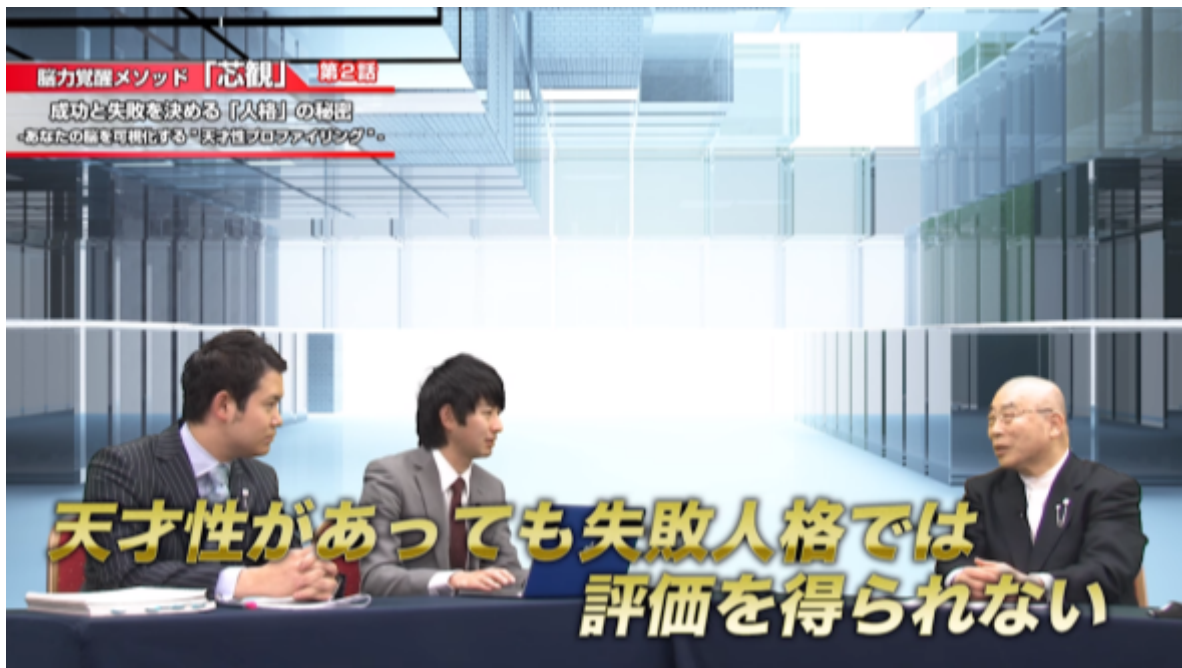 脳力覚醒メソッド「芯観」 第2話
成功と失敗を決める「人格」の秘密
-あなたの脳を可視化する"天才性プロファイリング"-
天才性があっても失敗人格では
評価を得られない